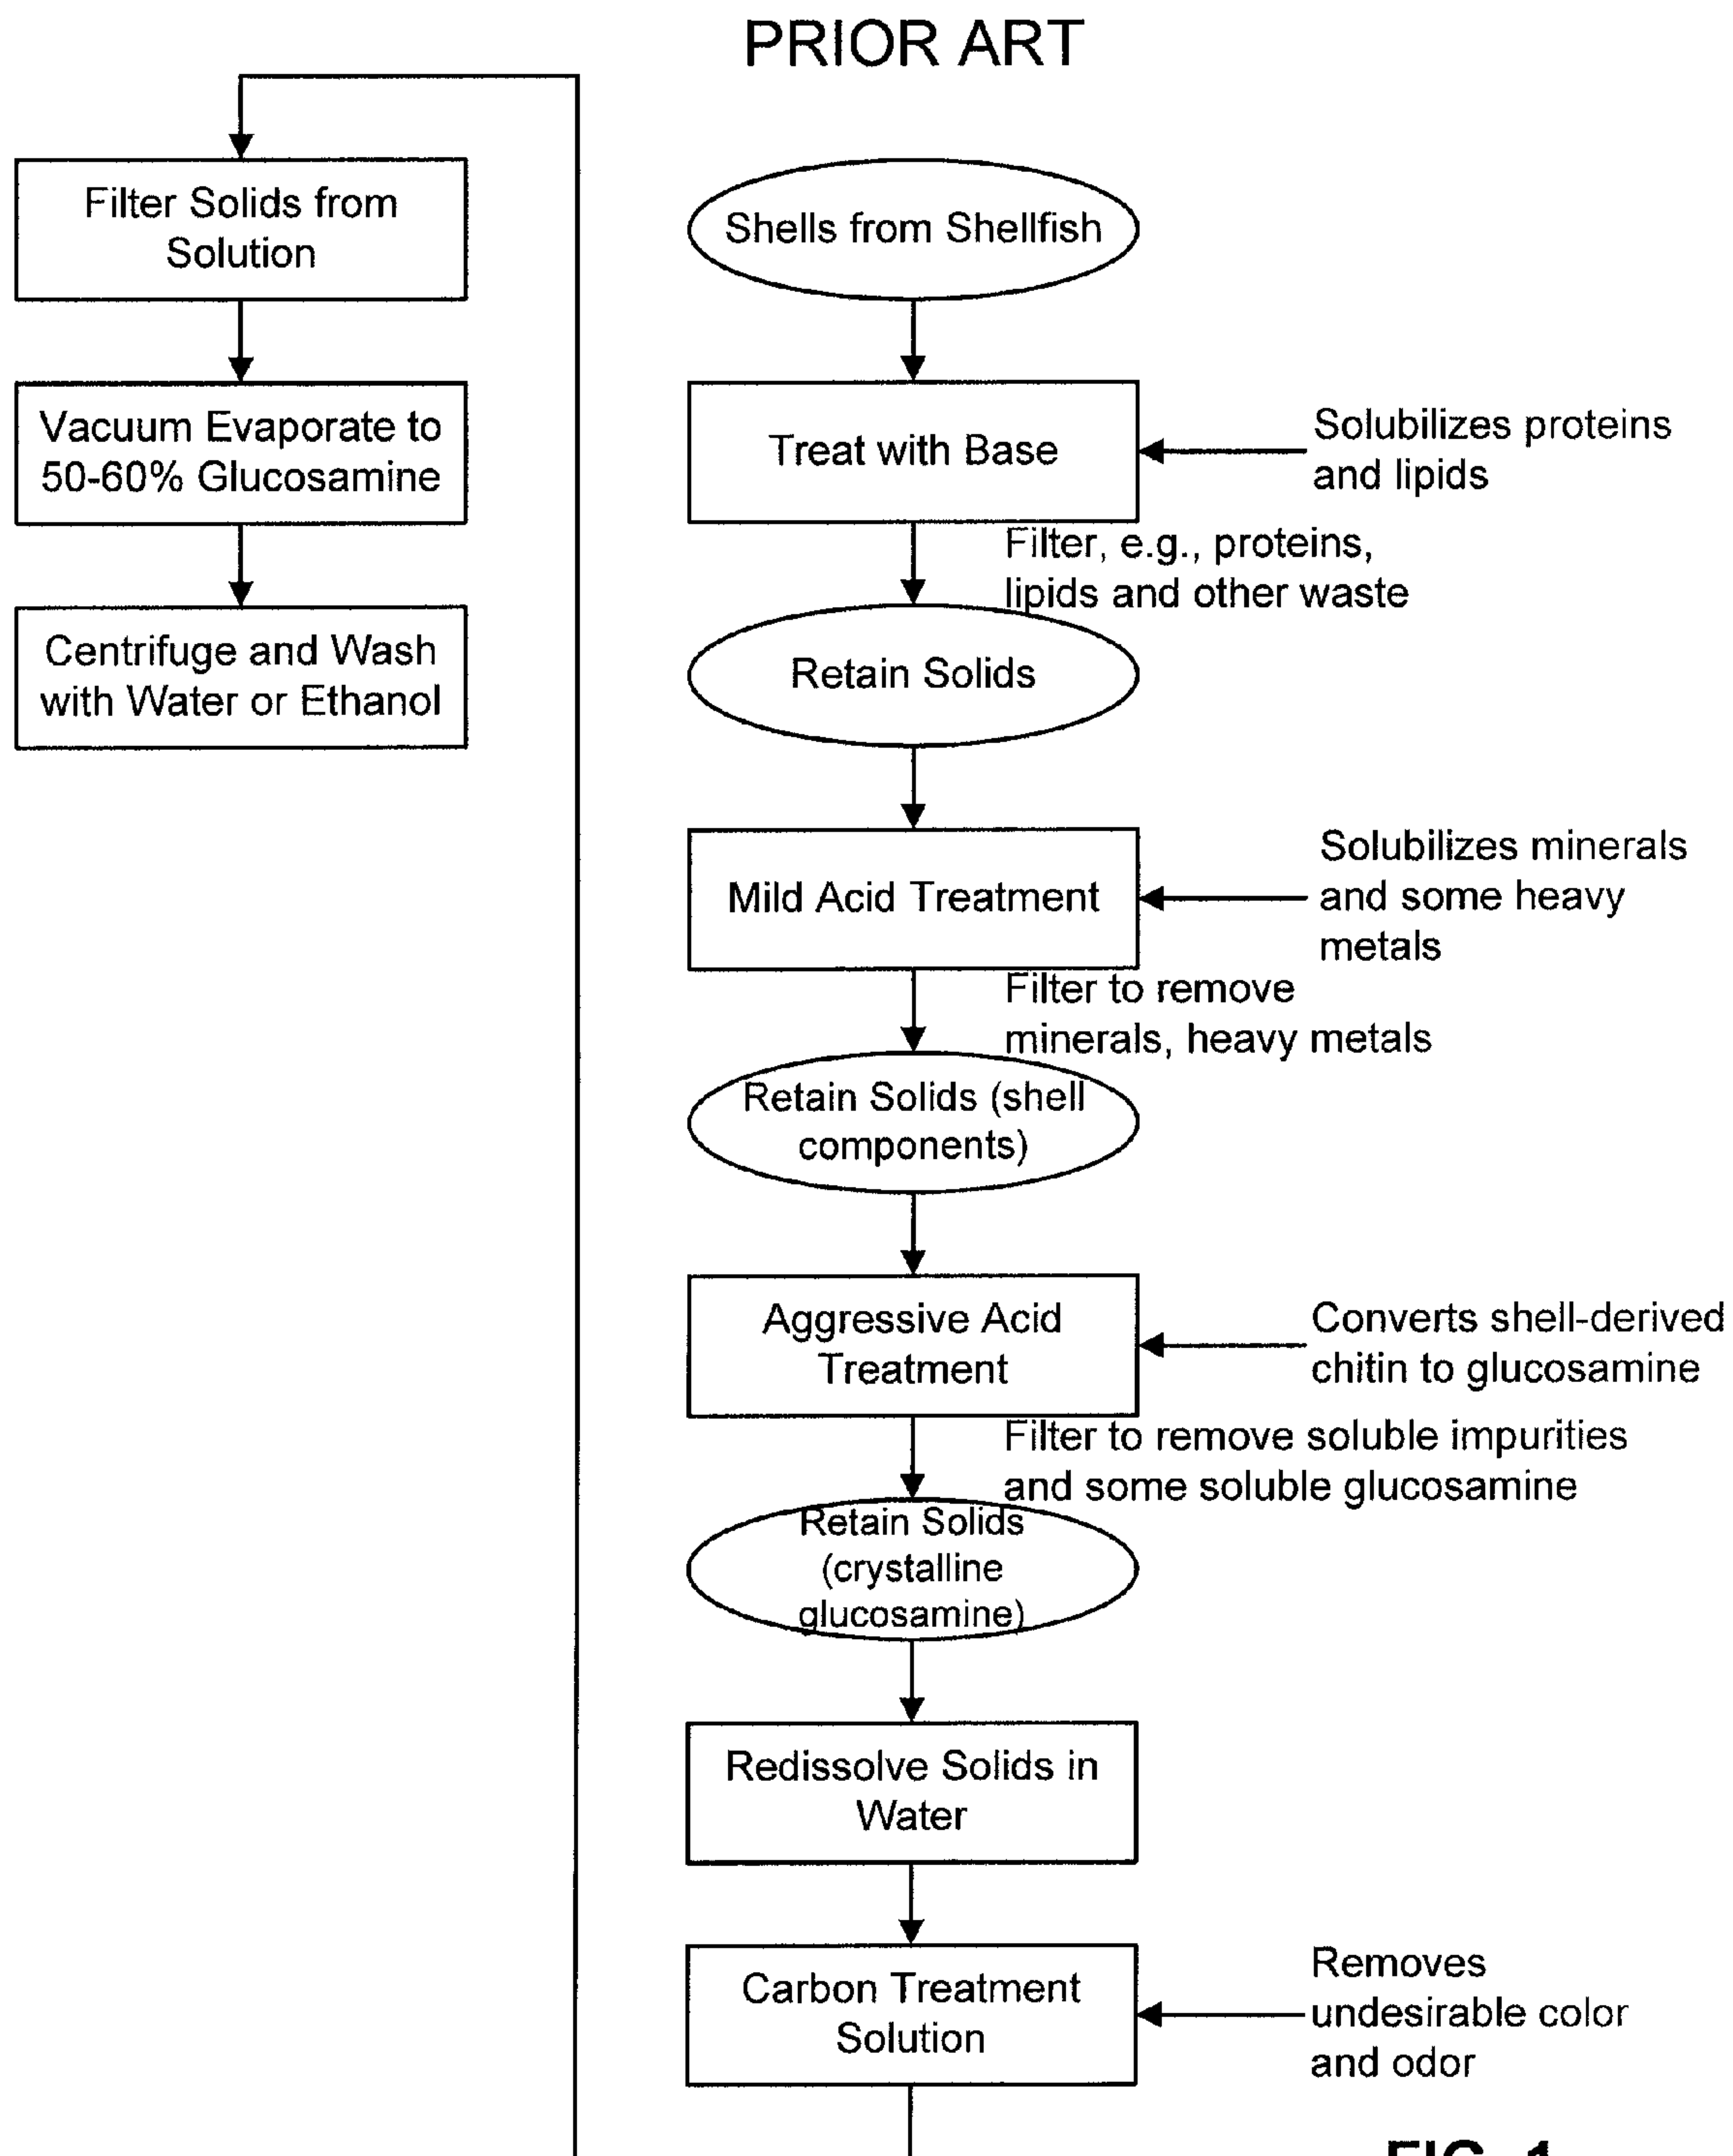 PRIOR ART
Filter Solids from
Solution
Vacuum Evaporate to
50-60% Glucosamine
Centrifuge and Wash
with Water or Ethanol
Shells from Shellfish
Treat with Base
Solubilizes proteins
and lipids
Filter, e.g., proteins,
lipids and other waste
Retain Solids
Mild Acid Treatment
Solubilizes minerals
and some heavy
metals
Filter to remove
minerals, heavy metals
Retain Solids (shell
components)
Aggressive Acid
Treatment
Converts shell-derived
chitin to glucosamine
Filter to remove soluble impurities
and some soluble glucosamine
Retain Solids
(crystalline
glucosamine)
Redissolve Solids in
Water
Carbon Treatment
Solution
Removes
undesirable color
and odor
FIG. 1